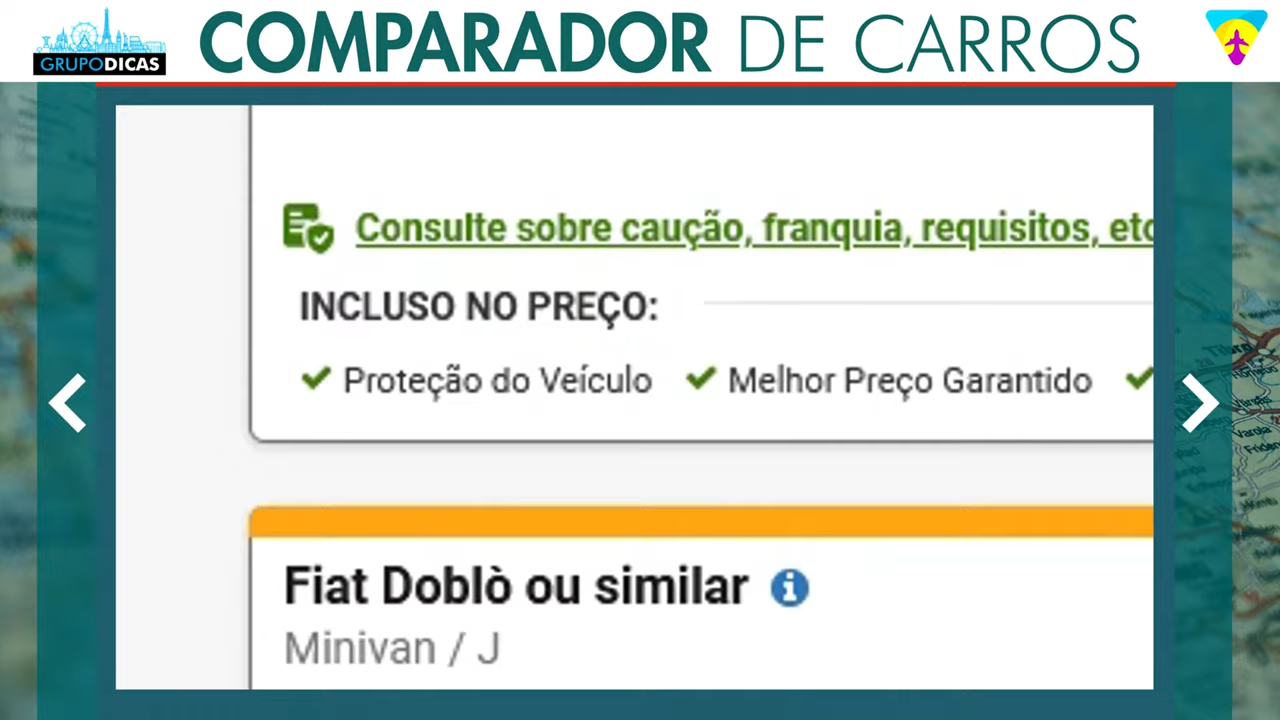 GRUPODICAS
COMPARADOR DE CARROS
Consulte sobre caução, franquia, requisitos, etc
INCLUSO NO PREÇO:
Proteção do Veículo Melhor Preço Garantido
Fiat Doblò ou similar
Minivan / J